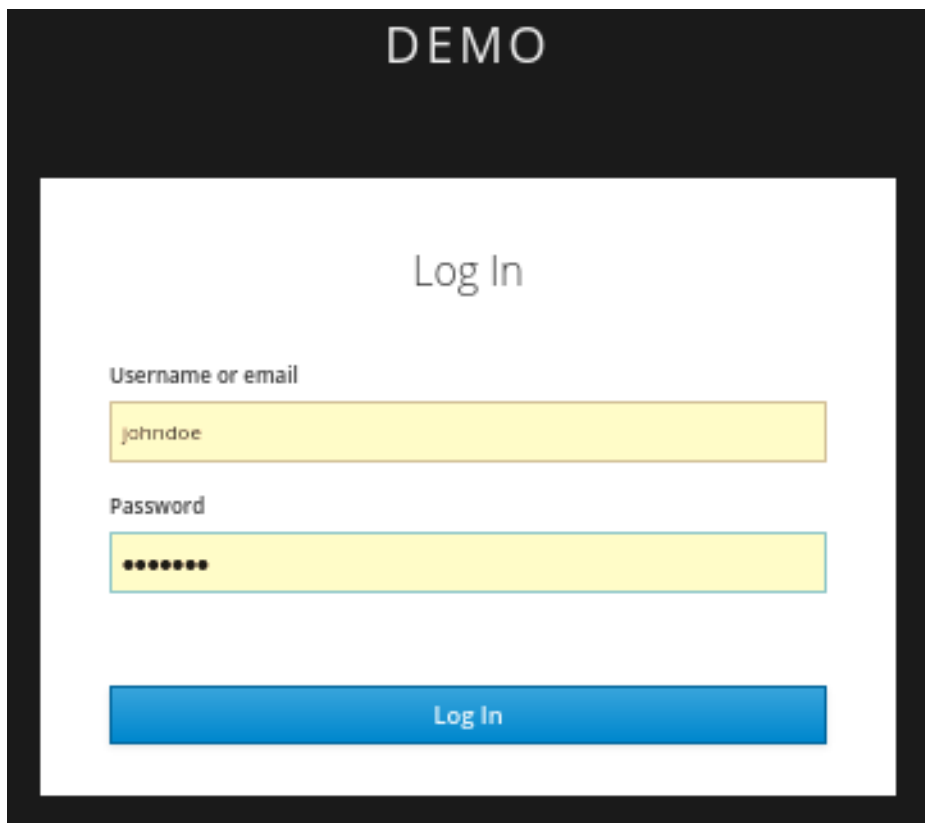 DEMO
Log In
Username or email
johndoe
Password
•••••••
Log In